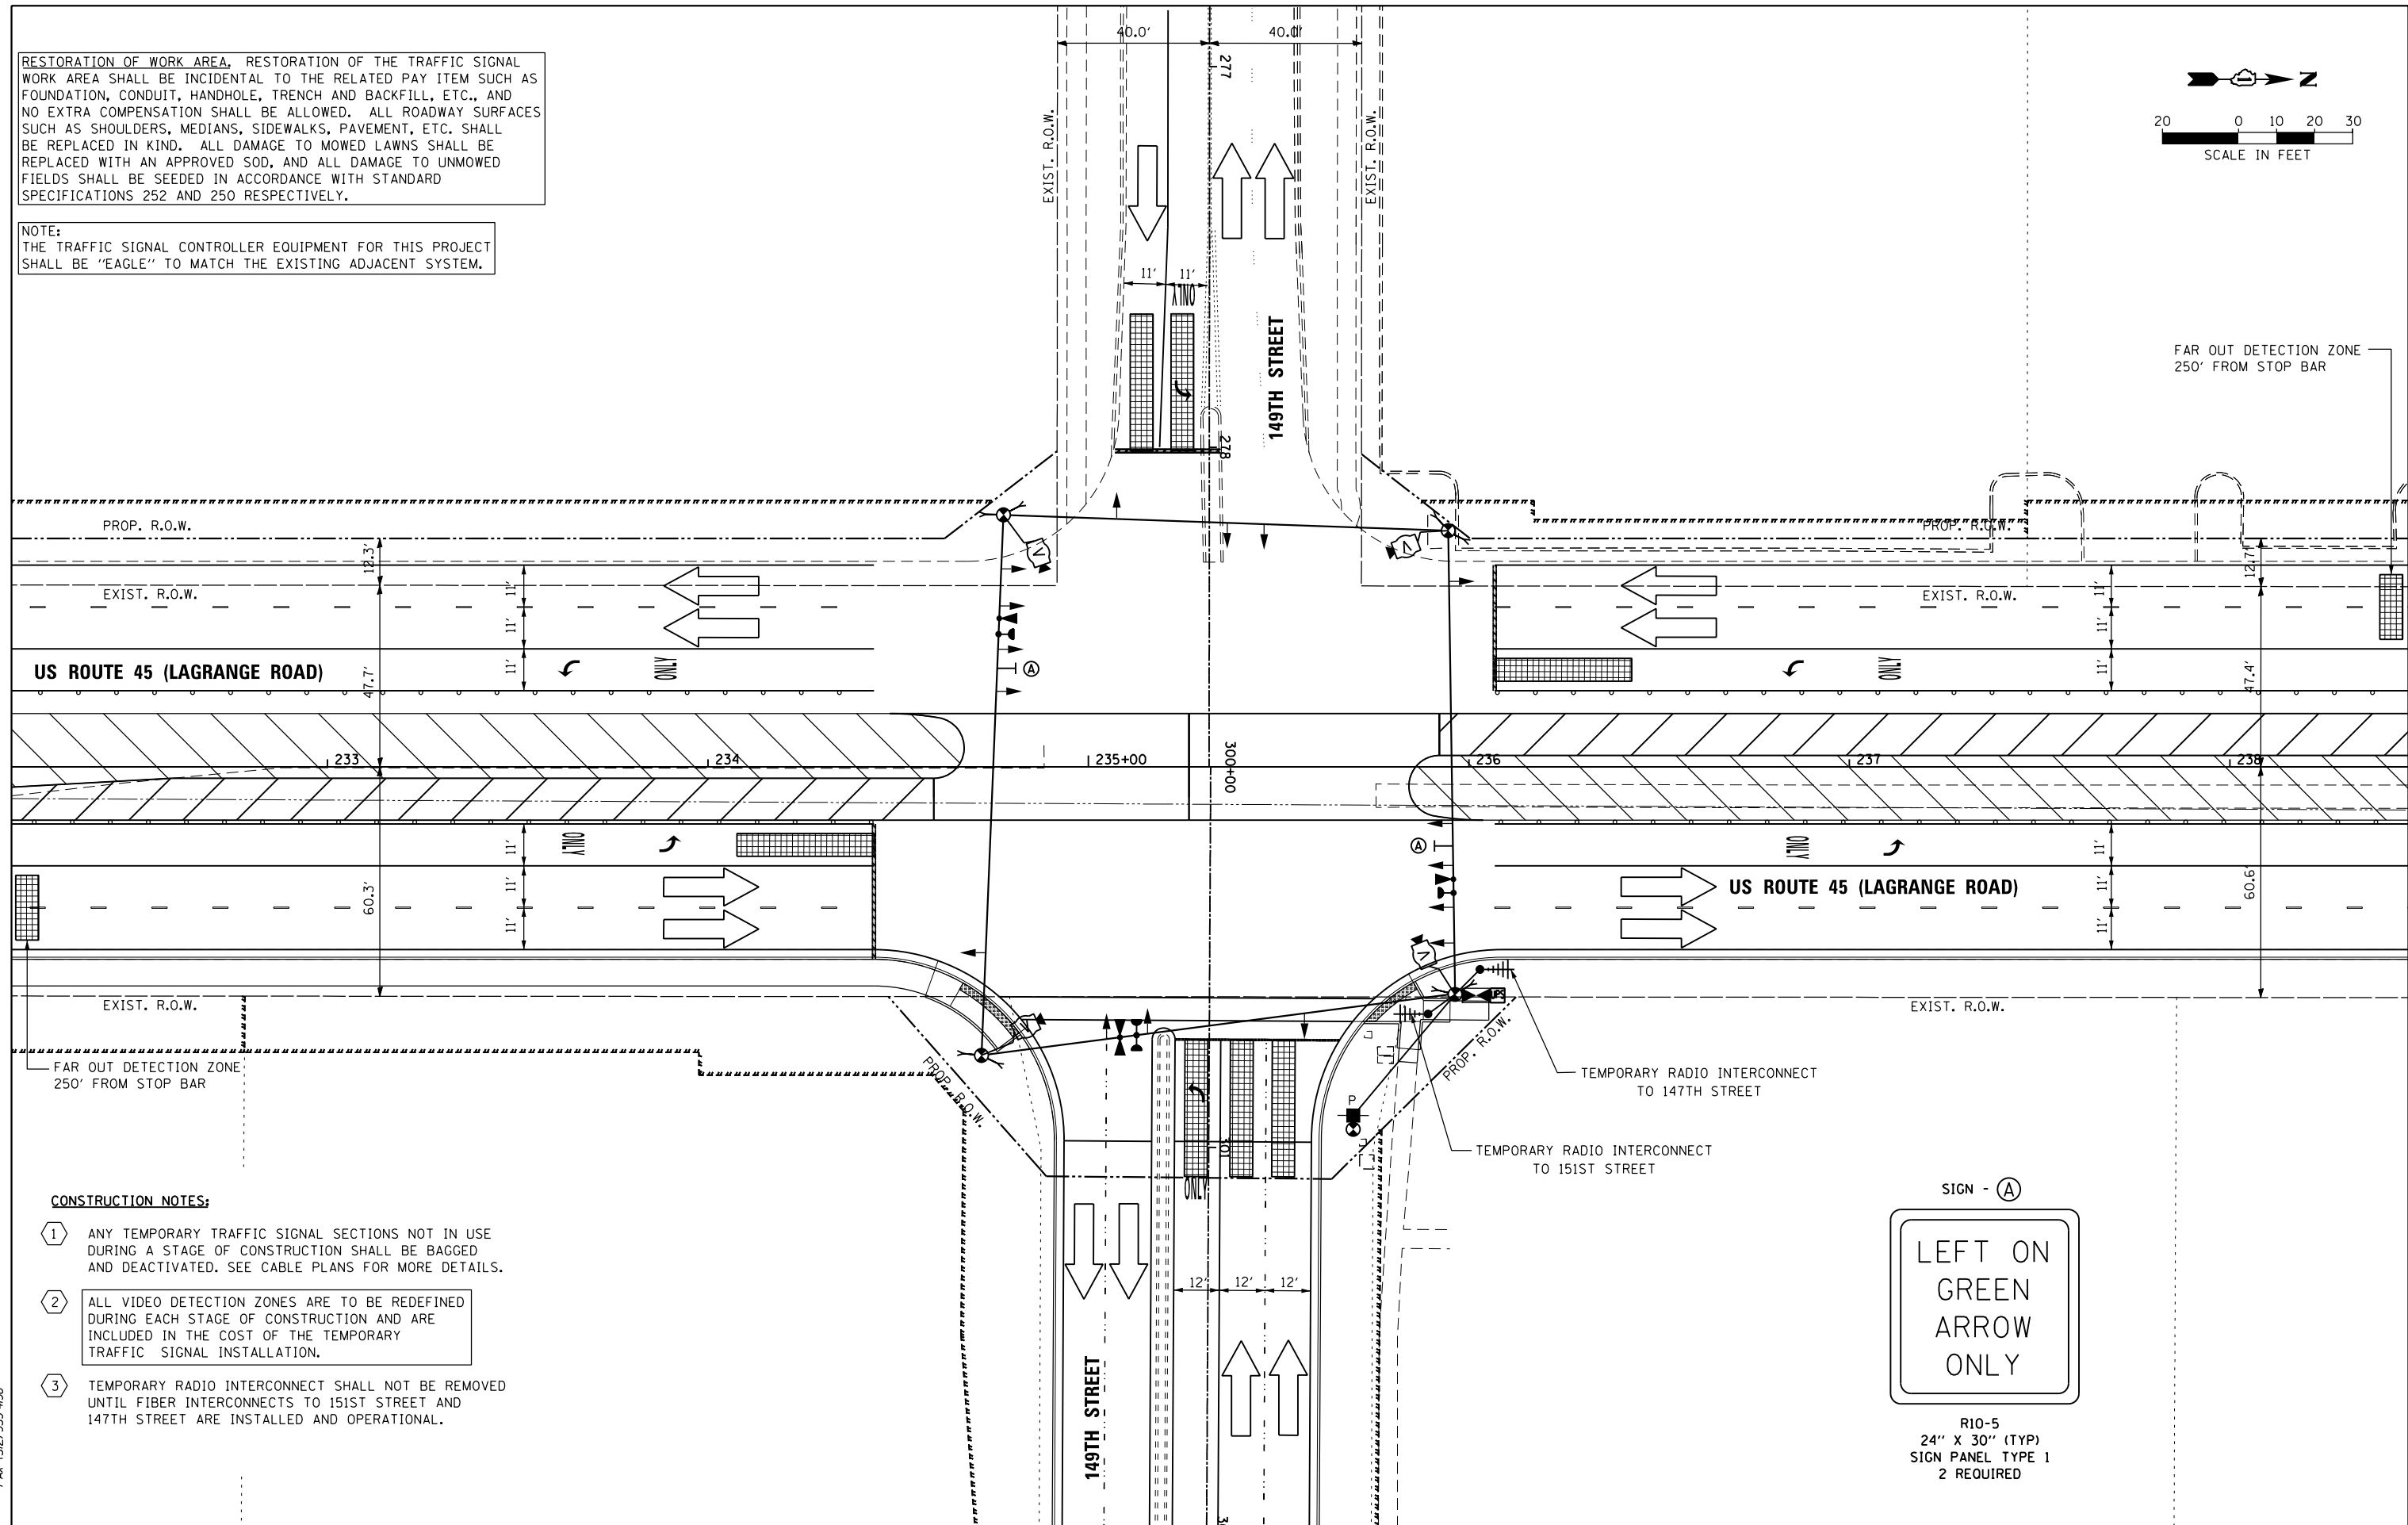 RESTORATION OF WORK AREA. RESTORATION OF THE TRAFFIC SIGNAL
WORK AREA SHALL BE INCIDENTAL TO THE RELATED PAY ITEM SUCH AS
FOUNDATION, CONDUIT, HANDHOLE, TRENCH AND BACKFILL, ETC., AND
NO EXTRA COMPENSATION SHALL BE ALLOWED. ALL ROADWAY SURFACES
SUCH AS SHOULDERS, MEDIANS, SIDEWALKS, PAVEMENT, ETC. SHALL
BE REPLACED IN KIND. ALL DAMAGE TO MOWED LAWNS SHALL BE
REPLACED WITH AN APPROVED SOD, AND ALL DAMAGE TO UNMOWED
FIELDS SHALL BE SEEDED IN ACCORDANCE WITH STANDARD
SPECIFICATIONS 252 AND 250 RESPECTIVELY.
NOTE:
THE TRAFFIC SIGNAL CONTROLLER EQUIPMENT FOR THIS PROJECT
SHALL BE "EAGLE" TO MATCH THE EXISTING ADJACENT SYSTEM.
40.0'
40.0'
277
EXIST. R.O.W.
EXIST. R.O.W.
N
20 0 10 20 30
SCALE IN FEET
11'
11'
ONLY
149TH STREET
278
FAR OUT DETECTION ZONE
250' FROM STOP BAR
PROP. R.O.W.
PROP. R.O.W.
12.3'
12.7'
V
V
EXIST. R.O.W.
EXIST. R.O.W.
11'
11'
11'
11'
11'
11'
US ROUTE 45 (LAGRANGE ROAD)
ONLY
A
ONLY
47.7'
47.4'
233
234
235+00
300+00
236
237
238
ONLY
A
ONLY
11'
11'
11'
11'
11'
11'
60.3'
60.6'
US ROUTE 45 (LAGRANGE ROAD)
V
V
UPS
EXIST. R.O.W.
EXIST. R.O.W.
FAR OUT DETECTION ZONE
250' FROM STOP BAR
PROP. R.O.W.
PROP. R.O.W.
P
301
ONLY
TEMPORARY RADIO INTERCONNECT
TO 147TH STREET
TEMPORARY RADIO INTERCONNECT
TO 151ST STREET
12'
12'
12'
149TH STREET
CONSTRUCTION NOTES:
1 ANY TEMPORARY TRAFFIC SIGNAL SECTIONS NOT IN USE
DURING A STAGE OF CONSTRUCTION SHALL BE BAGGED
AND DEACTIVATED. SEE CABLE PLANS FOR MORE DETAILS.
2 ALL VIDEO DETECTION ZONES ARE TO BE REDEFINED
DURING EACH STAGE OF CONSTRUCTION AND ARE
INCLUDED IN THE COST OF THE TEMPORARY
TRAFFIC SIGNAL INSTALLATION.
3 TEMPORARY RADIO INTERCONNECT SHALL NOT BE REMOVED
UNTIL FIBER INTERCONNECTS TO 151ST STREET AND
147TH STREET ARE INSTALLED AND OPERATIONAL.
SIGN - A
LEFT ON
GREEN
ARROW
ONLY
R10-5
24" X 30" (TYP)
SIGN PANEL TYPE 1
2 REQUIRED